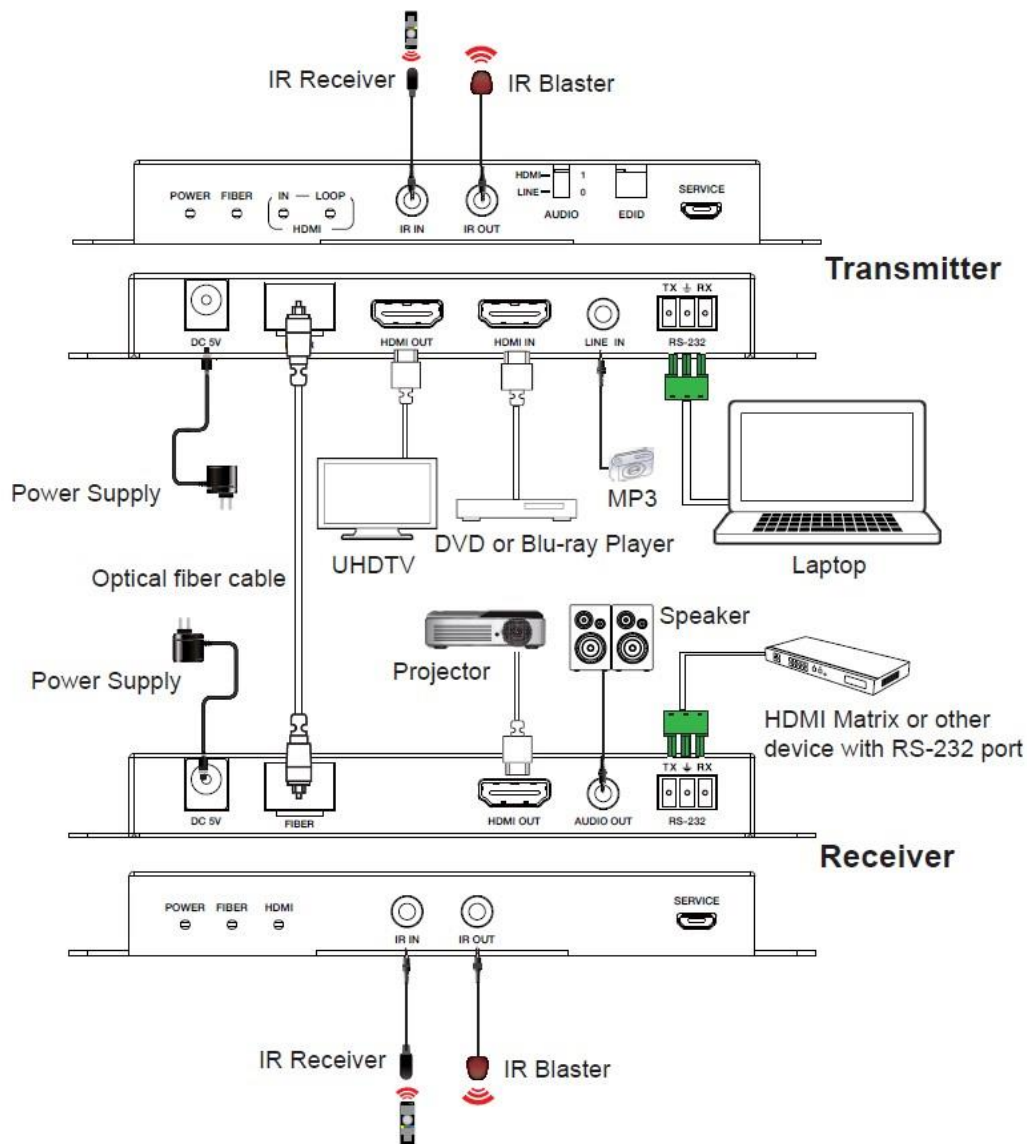 IR Receiver
IR Blaster
POWER FIBER IN LOOP
HDMI
IR IN IR OUT
HDMI 1
LINE 0
AUDIO EDID
SERVICE
Transmitter
DC 5V
HDMI OUT
HDMI IN
LINE IN
TX RX
RS-232
Power Supply
UHDTV
DVD or Blu-ray Player
MP3
Laptop
Optical fiber cable
Power Supply
Projector
Speaker
HDMI Matrix or other
device with RS-232 port
DC 5V
FIBER
HDMI OUT
AUDIO OUT
TX RX
RS-232
Receiver
POWER FIBER HDMI
IR IN IR OUT
SERVICE
IR Receiver
IR Blaster